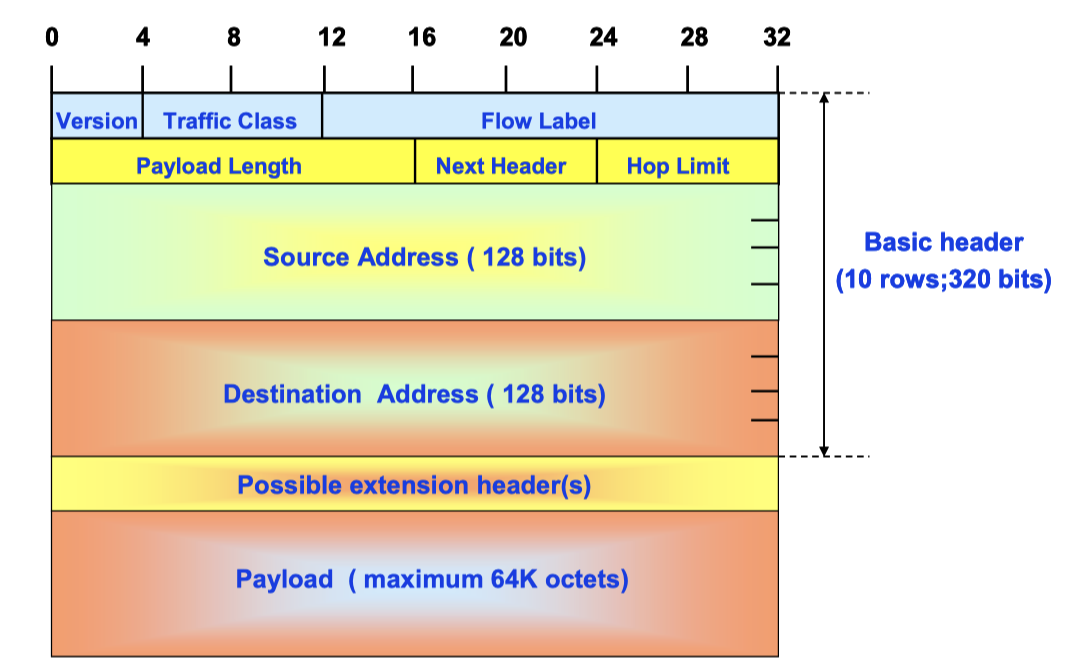 0 4 8 12 16 20 24 28 32
Version Traffic Class Flow Label
Payload Length Next Header Hop Limit
Source Address ( 128 bits)
Basic header
(10 rows;320 bits)
Destination Address ( 128 bits)
Possible extension header(s)
Payload ( maximum 64K octets)